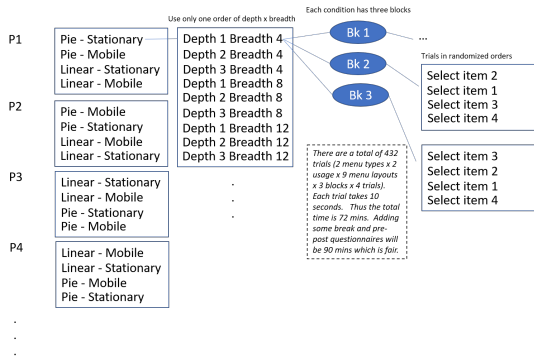 Use only one order of depth x breadth
Each condition has three blocks
P1
Pie - Stationary
Pie - Mobile
Linear - Stationary
Linear - Mobile
P2
Pie - Mobile
Pie - Stationary
Linear - Mobile
Linear - Stationary
P3
Linear - Stationary
Linear - Mobile
Pie - Stationary
Pie - Mobile
P4
Linear - Mobile
Linear - Stationary
Pie - Mobile
Pie - Stationary
.
.
.
Depth 1 Breadth 4
Depth 2 Breadth 4
Depth 3 Breadth 4
Depth 1 Breadth 8
Depth 2 Breadth 8
Depth 3 Breadth 8
Depth 1 Breadth 12
Depth 2 Breadth 12
Depth 3 Breadth 12
.
.
.
Bk 1
Bk 2
Bk 3
...
Trials in randomized orders
Select item 2
Select item 1
Select item 3
Select item 4
Select item 3
Select item 2
Select item 1
Select item 4
There are a total of 432
trials (2 menu types x 2
usage x 9 menu layouts
x 3 blocks x 4 trials).
Each trial takes 10
seconds. Thus the total
time is 72 mins. Adding
some break and pre-
post questionnaires will
be 90 mins which is fair.